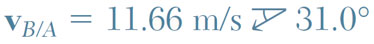 v_{B/A} = 11.66 m/s ⦫ 31.0°